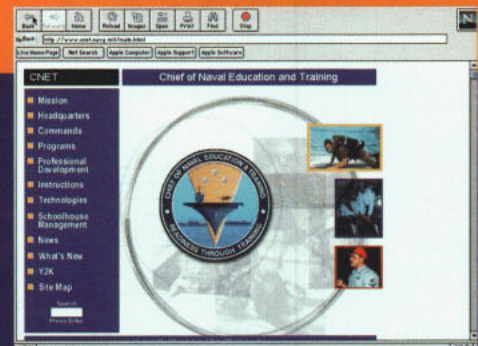 Back Forward Home Reload Images Open Print Find Stop
http://www.cnet.navy.mil/main.html
Live Home Page Net Search Apple Computer Apple Support Apple Software
CNET
Chief of Naval Education and Training
Mission
Headquarters
Commands
Programs
Professional
Development
Instructions
Technologies
Schoolhouse
Management
News
What's New
Y2K
Site Map
Search
Press Enter
CHIEF OF NAVAL EDUCATION & TRAINING
READINESS THROUGH TRAINING
N